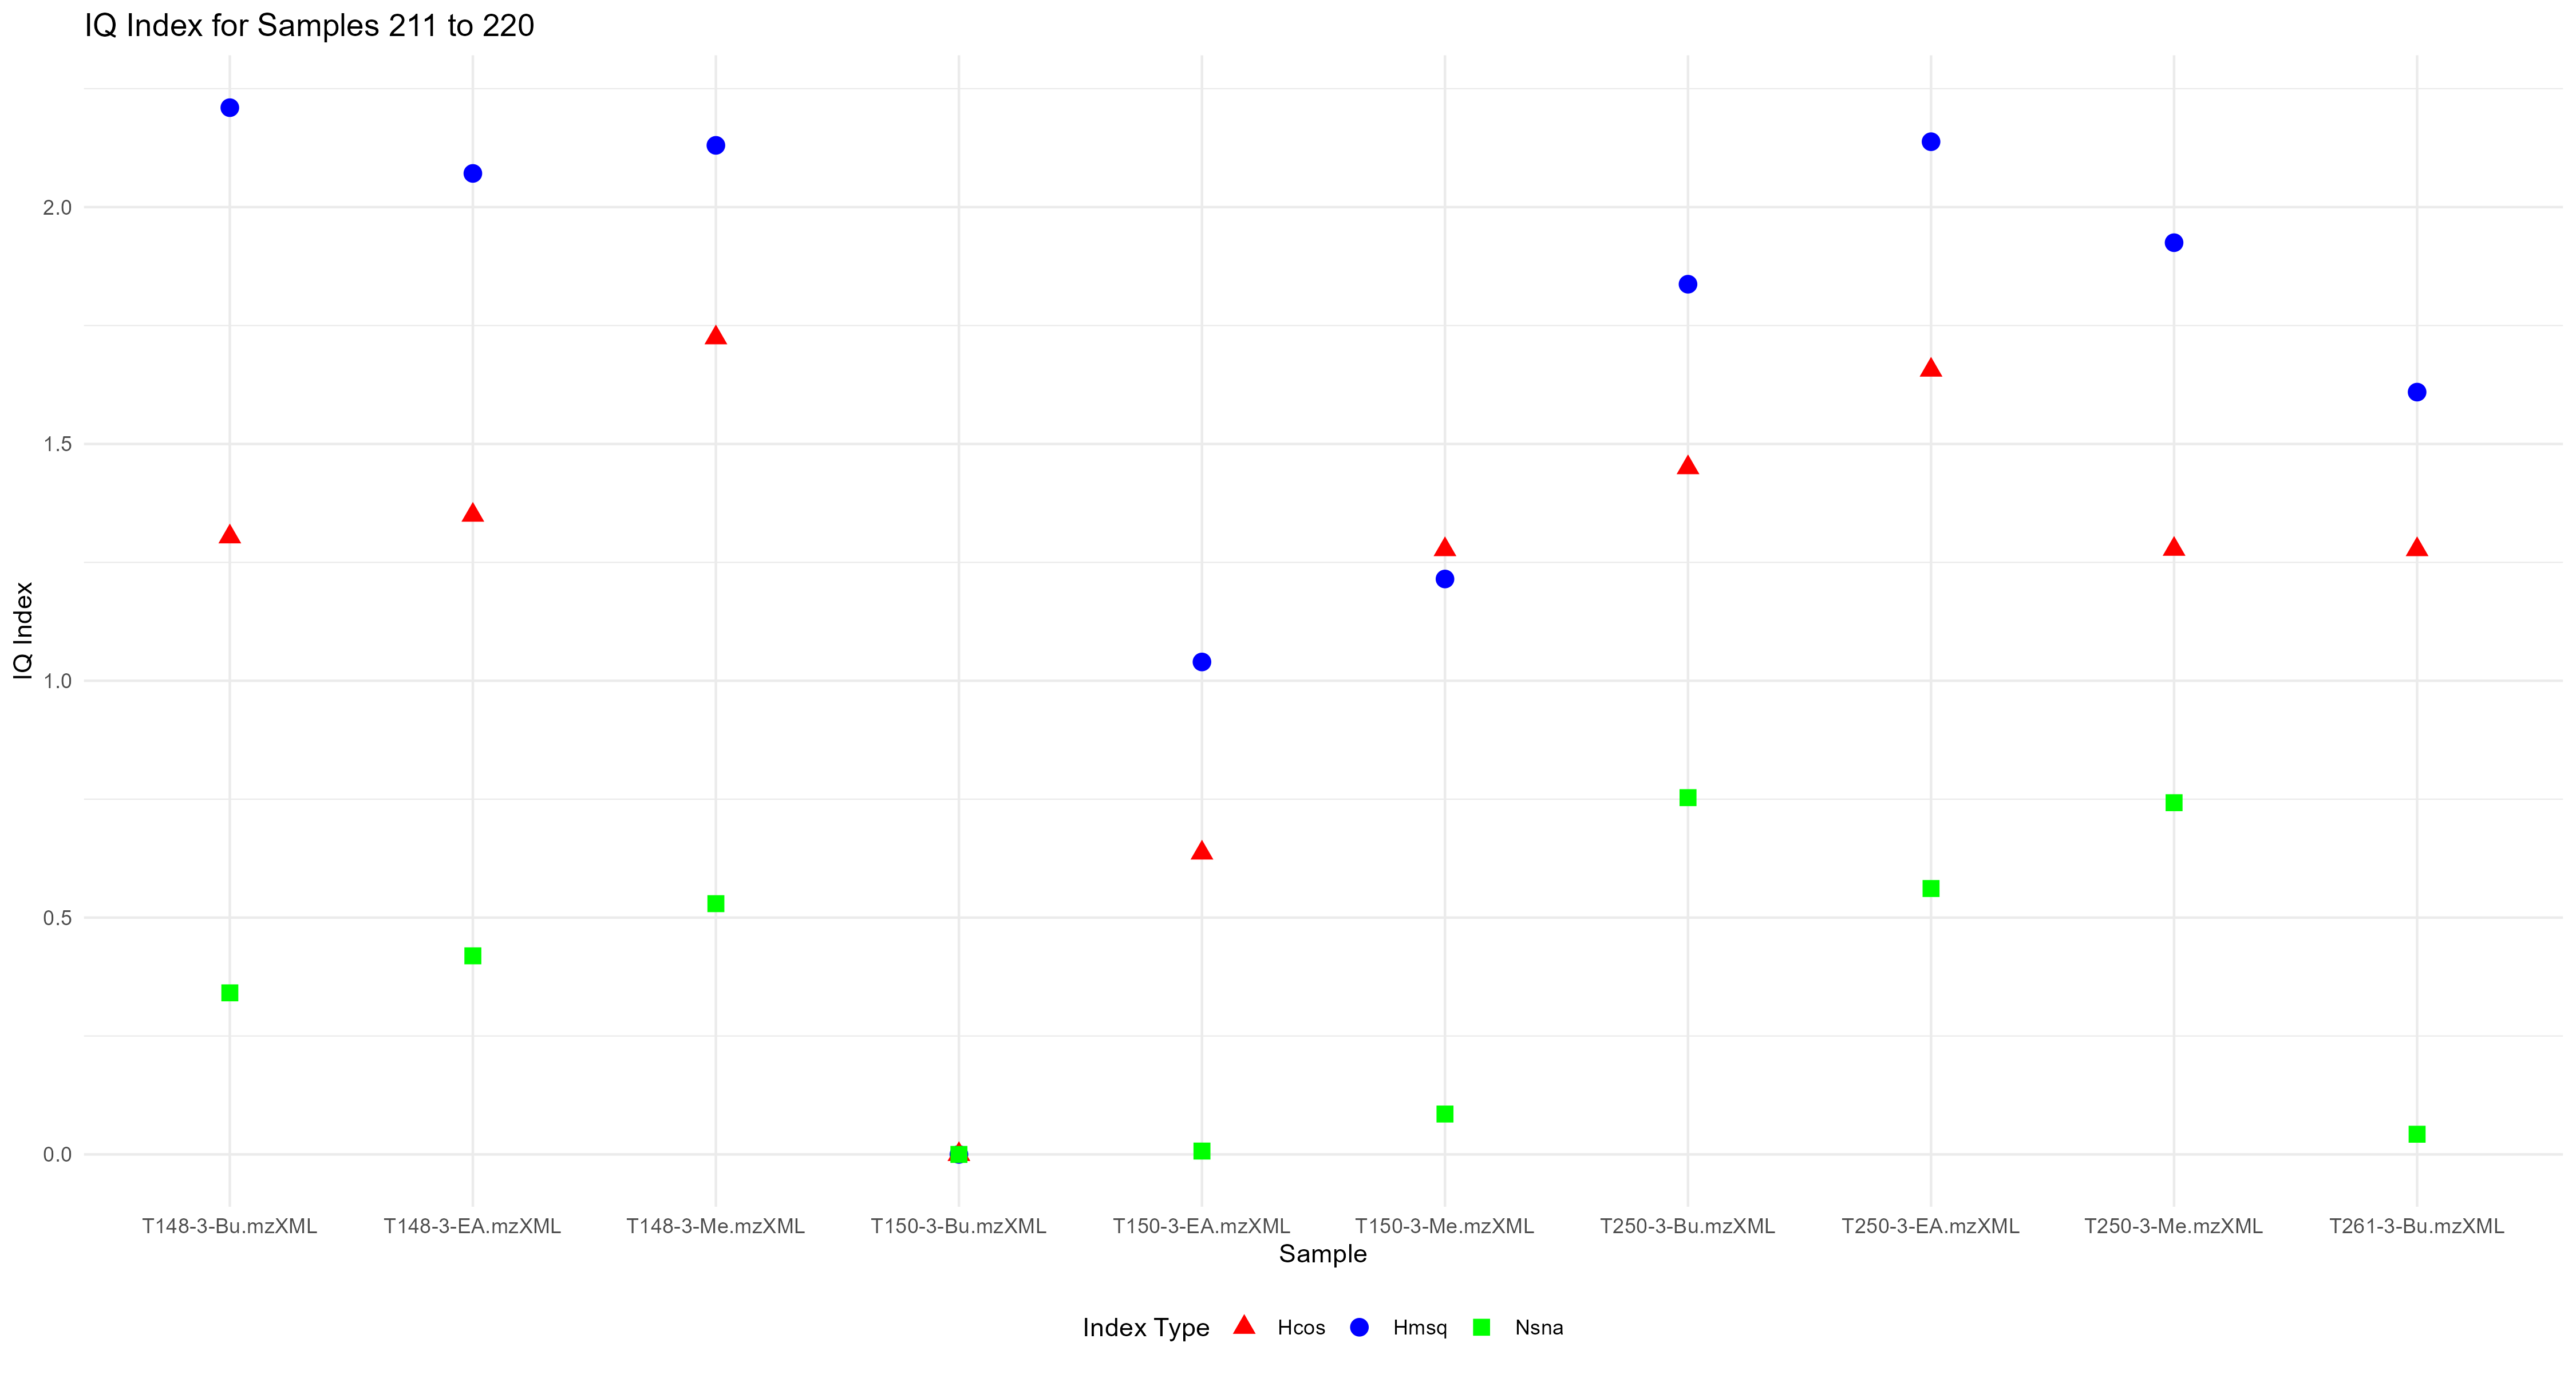 IQ Index for Samples 211 to 220
IQ Index
2.0
1.5
1.0
0.5
0.0
T148-3-Bu.mzXML T148-3-EA.mzXML T148-3-Me.mzXML T150-3-Bu.mzXML T150-3-EA.mzXML T150-3-Me.mzXML T250-3-Bu.mzXML T250-3-EA.mzXML T250-3-Me.mzXML T261-3-Bu.mzXML
Sample
Index Type Hcos Hmsq Nsna